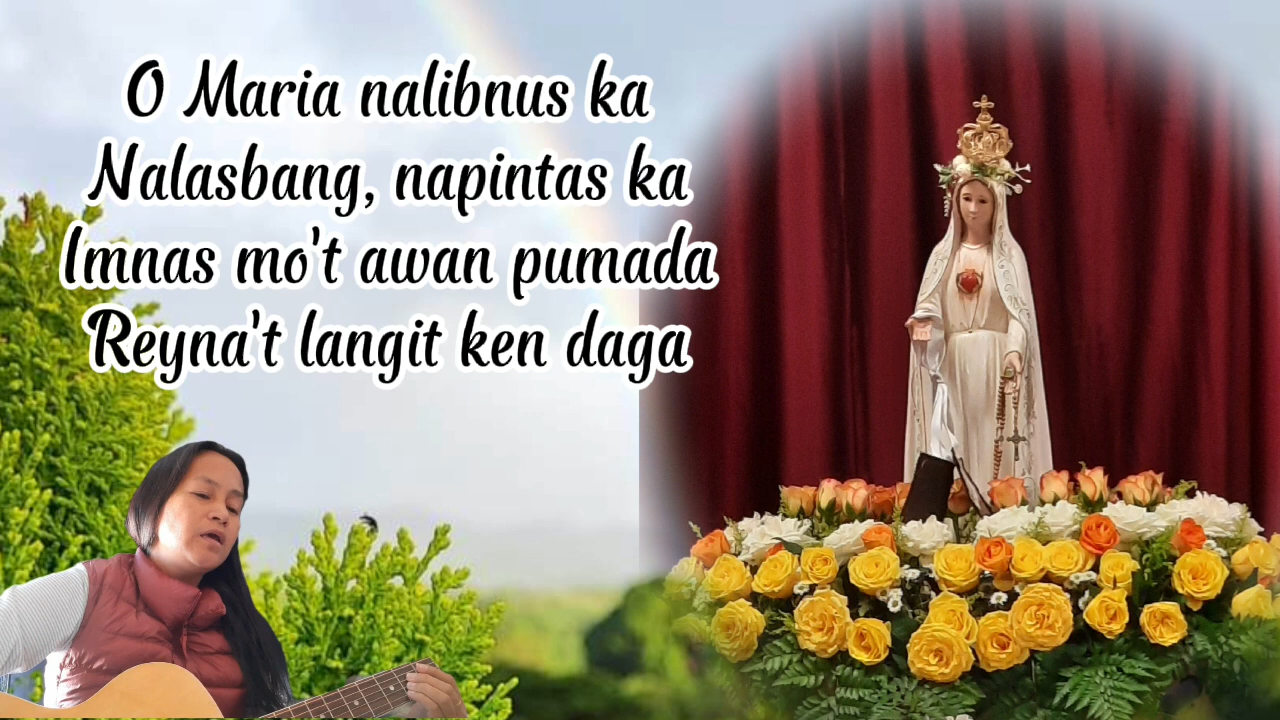 O Maria nalibnus ka
Nalasbang, napintas ka
Imnas mo't awan pumada
Reyna't langit ken daga